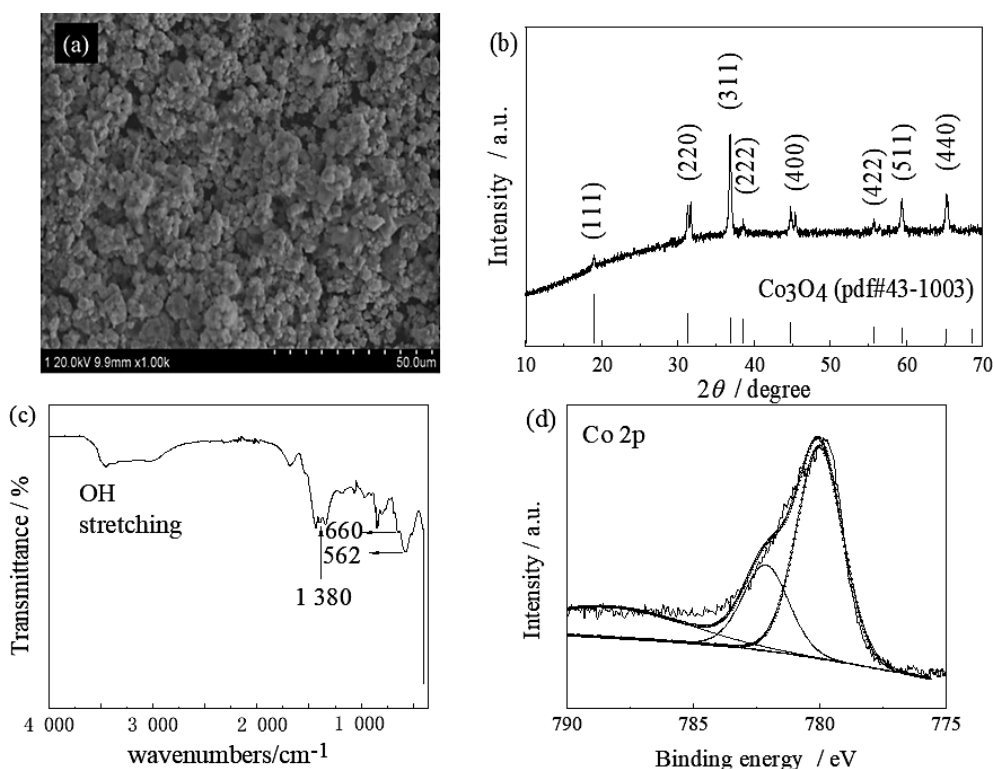 (a)
1 20.0kV 9.9mm x1.00k 50.0um
(b)
Intensity / a.u.
(111)
(220)
(311)
(222)
(400)
(422)
(511)
(440)
Co3O4 (pdf#43-1003)
10 20 30 40 50 60 70
2θ / degree
(c)
Transmittance / %
OH
stretching
660
562
1 380
4 000 3 000 2 000 1 000
wavenumbers/cm-1
(d)
Co 2p
Intensity / a.u.
790 785 780 775
Binding energy / eV